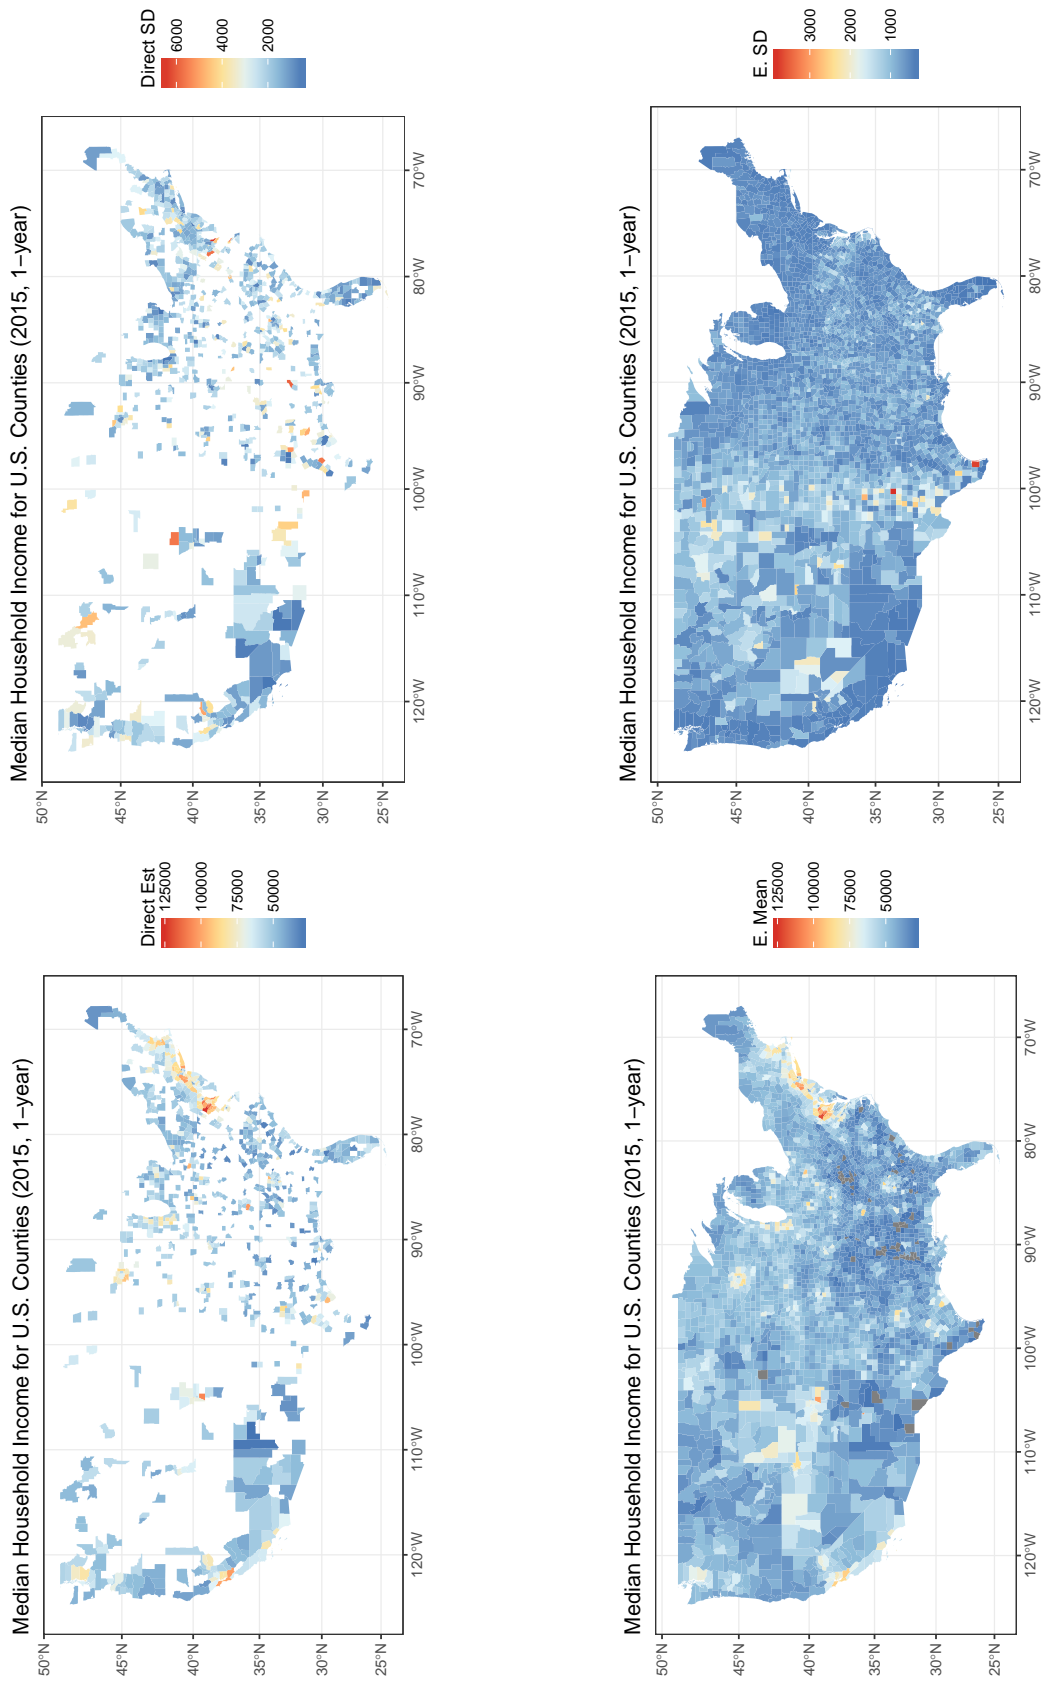 Median Household Income for U.S. Counties (2015, 1−year)
50°N
45°N
40°N
35°N
30°N
25°N
120°W
110°W
100°W
90°W
80°W
70°W
Direct Est
125000
100000
75000
50000
Median Household Income for U.S. Counties (2015, 1−year)
50°N
45°N
40°N
35°N
30°N
25°N
120°W
110°W
100°W
90°W
80°W
70°W
Direct SD
6000
4000
2000
Median Household Income for U.S. Counties (2015, 1−year)
50°N
45°N
40°N
35°N
30°N
25°N
120°W
110°W
100°W
90°W
80°W
70°W
E. Mean
125000
100000
75000
50000
Median Household Income for U.S. Counties (2015, 1−year)
50°N
45°N
40°N
35°N
30°N
25°N
120°W
110°W
100°W
90°W
80°W
70°W
E. SD
3000
2000
1000